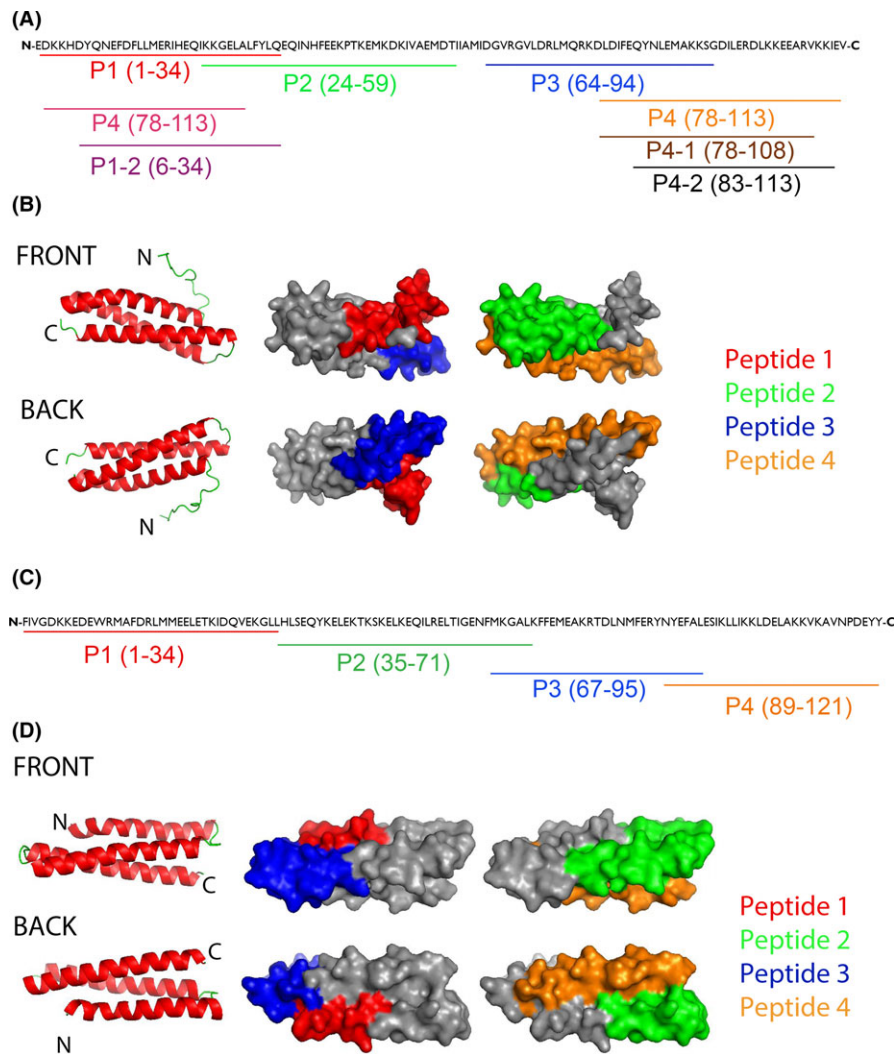 (A)
N-EDKKHDYQNEFDFLLMERIHEQIKKGELALFYLQEQINHFEEKPTKEMKDKIVAEMDTIIAMIDGVRGVLDRLMQRKDLDIFEQYNLEMAKKSGDILERDLKKEEARVKKIEV-C
P1 (1-34)
P2 (24-59)
P3 (64-94)
P4 (78-113)
P4 (78-113)
P1-2 (6-34)
P4-1 (78-108)
P4-2 (83-113)
(B)
FRONT
N
C
BACK
C
N
Peptide 1
Peptide 2
Peptide 3
Peptide 4
(C)
N-FIVGDKKEDEWRMAFDRLMMEELETKIDQVEKGLLHLSEQYKELEKTKSKELKEQILRELTIGENFMKGALKFFEMEAKRTDLNMFERYNYEFALESIKLLIKKLDELAKKVKAVNPDEYY-C
P1 (1-34)
P2 (35-71)
P3 (67-95)
P4 (89-121)
(D)
FRONT
N
C
BACK
C
N
Peptide 1
Peptide 2
Peptide 3
Peptide 4